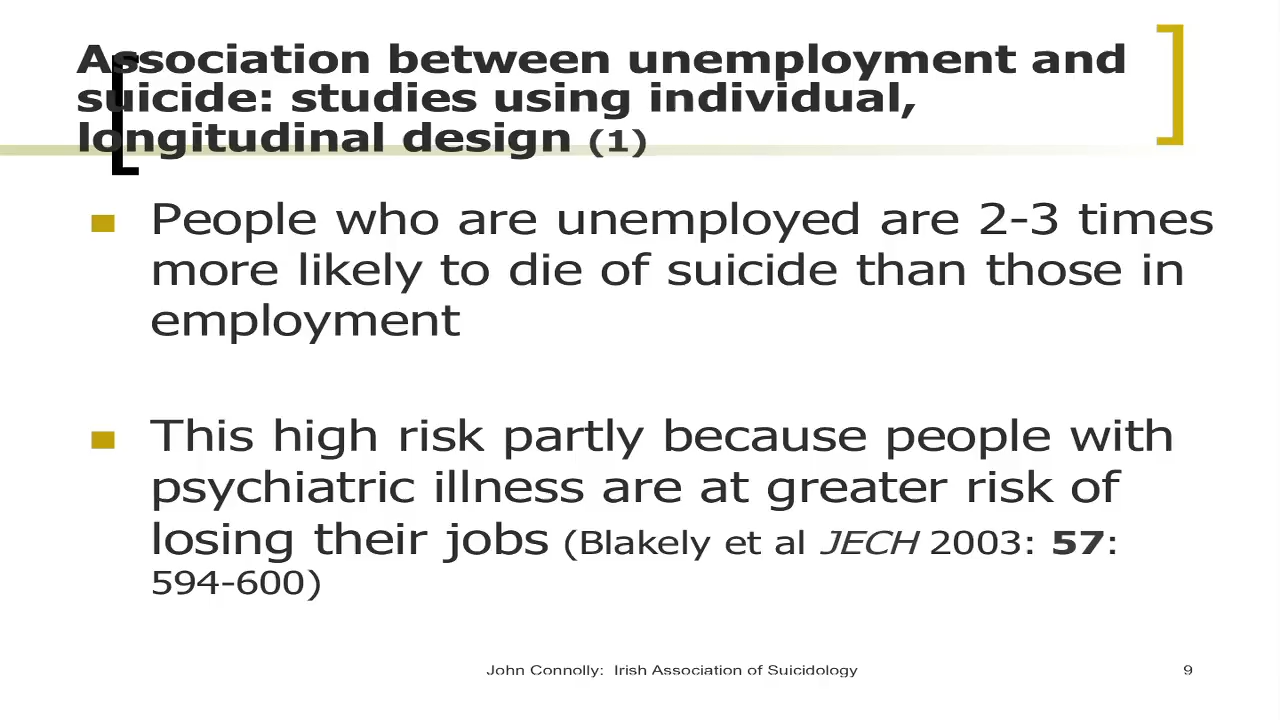 Association between unemployment and
suicide: studies using individual,
longitudinal design (1)
People who are unemployed are 2-3 times
more likely to die of suicide than those in
employment
This high risk partly because people with
psychiatric illness are at greater risk of
losing their jobs (Blakely et al JECH 2003: 57:
594-600)
John Connolly: Irish Association of Suicidology
9